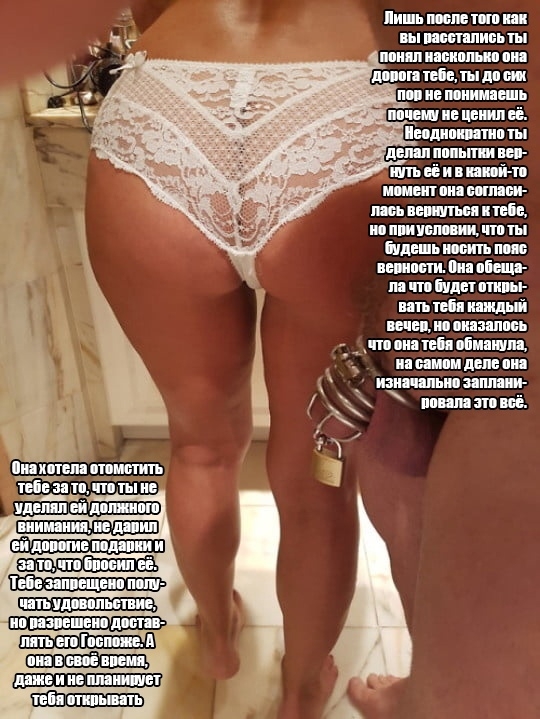 Лишь после того как
вы расстались ты
понял насколько она
дорога тебе, ты до сих
пор не понимаешь
почему не ценил её.
Неоднократно ты
делал попытки вер-
нуть её и в какой-то
момент она согласи-
лась вернуться к тебе,
но при условии, что ты
будешь носить пояс
верности. Она обеща-
ла что будет откры-
вать тебя каждый
вечер, но оказалось
что она тебя обманула,
на самом деле она
изначально заплани-
ровала это всё.
Она хотела отомстить
тебе за то, что ты не
уделял ей должного
внимания, не дарил
ей дорогие подарки и
за то, что бросил её.
Тебе запрещено полу-
чать удовольствие,
но разрешено достав-
лять его Госпоже. А
она в своё время,
даже и не планирует
тебя открывать